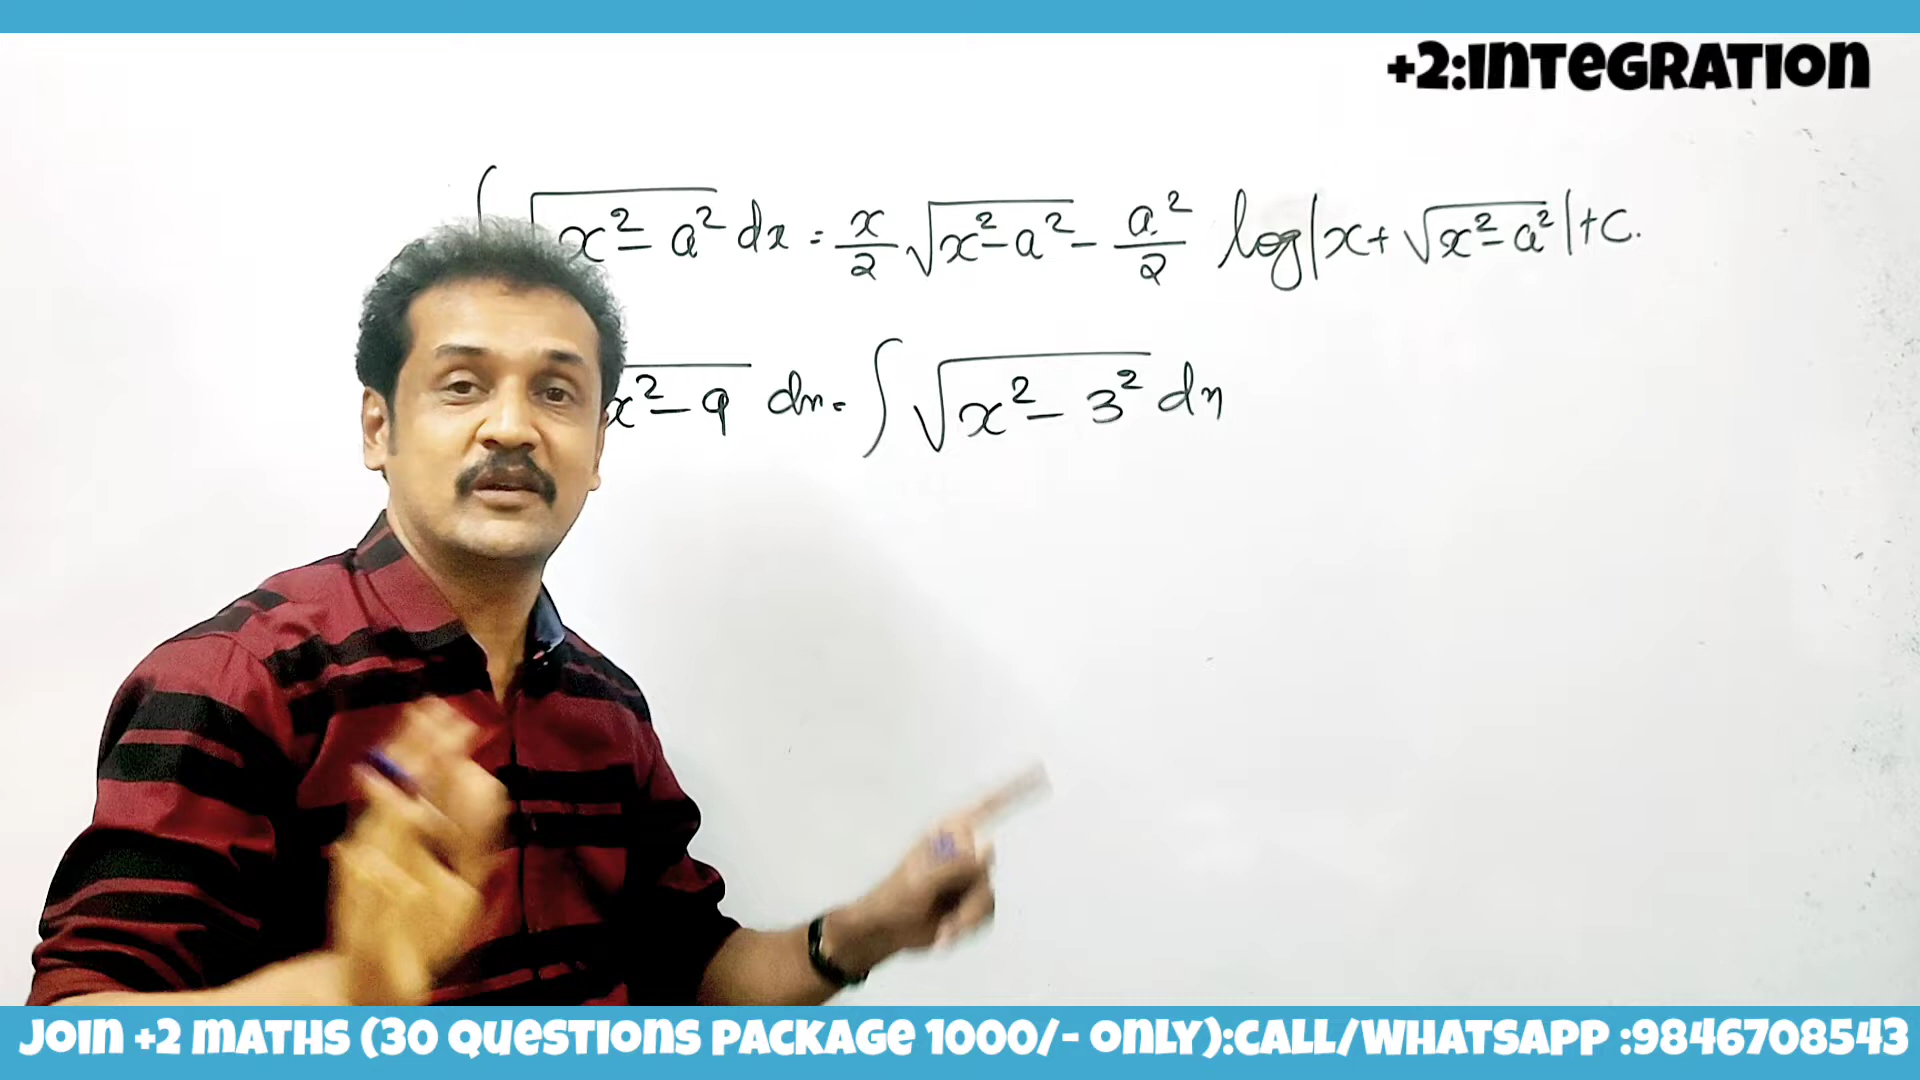 +2:INTEGRATION
∫ √x²-a² dx = x/2 √x²-a² - a²/2 log|x+√x²-a²|+c.
x²-9 dx = ∫ √x²-3² dx
JOIN +2 MATHS (30 QUESTIONS PACKAGE 1000/- ONLY):CALL/WHATSAPP :9846708543